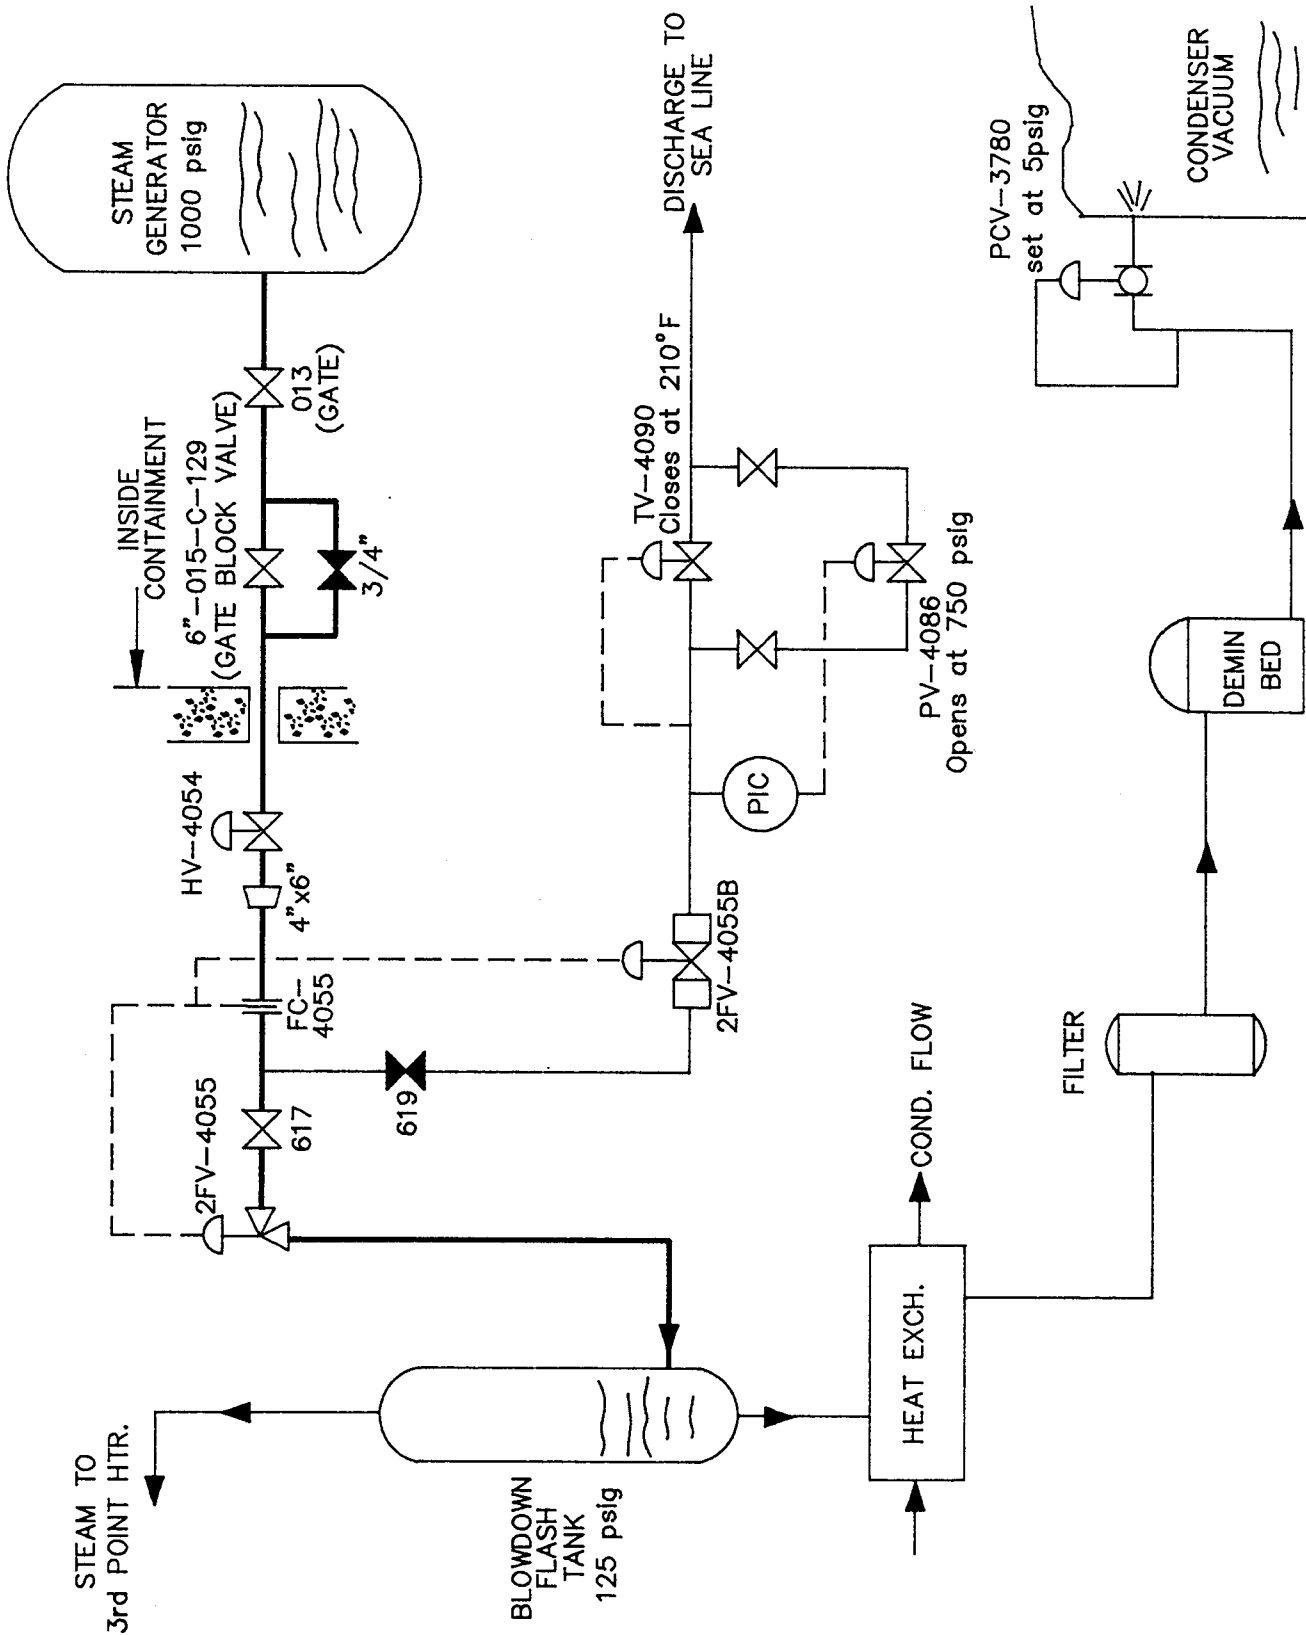 STEAM
GENERATOR
1000 psig
INSIDE
CONTAINMENT
6"-015-C-129
(GATE BLOCK VALVE)
013
(GATE)
3/4"
HV-4054
4"x6"
FC-
4055
2FV-4055
617
619
2FV-4055B
PIC
TV-4090
Closes at 210°F
PV-4086
Opens at 750 psig
DISCHARGE TO
SEA LINE
STEAM TO
3rd POINT HTR.
BLOWDOWN
FLASH
TANK
125 psig
HEAT EXCH.
COND. FLOW
FILTER
DEMIN
BED
PCV-3780
set at 5psig
CONDENSER
VACUUM